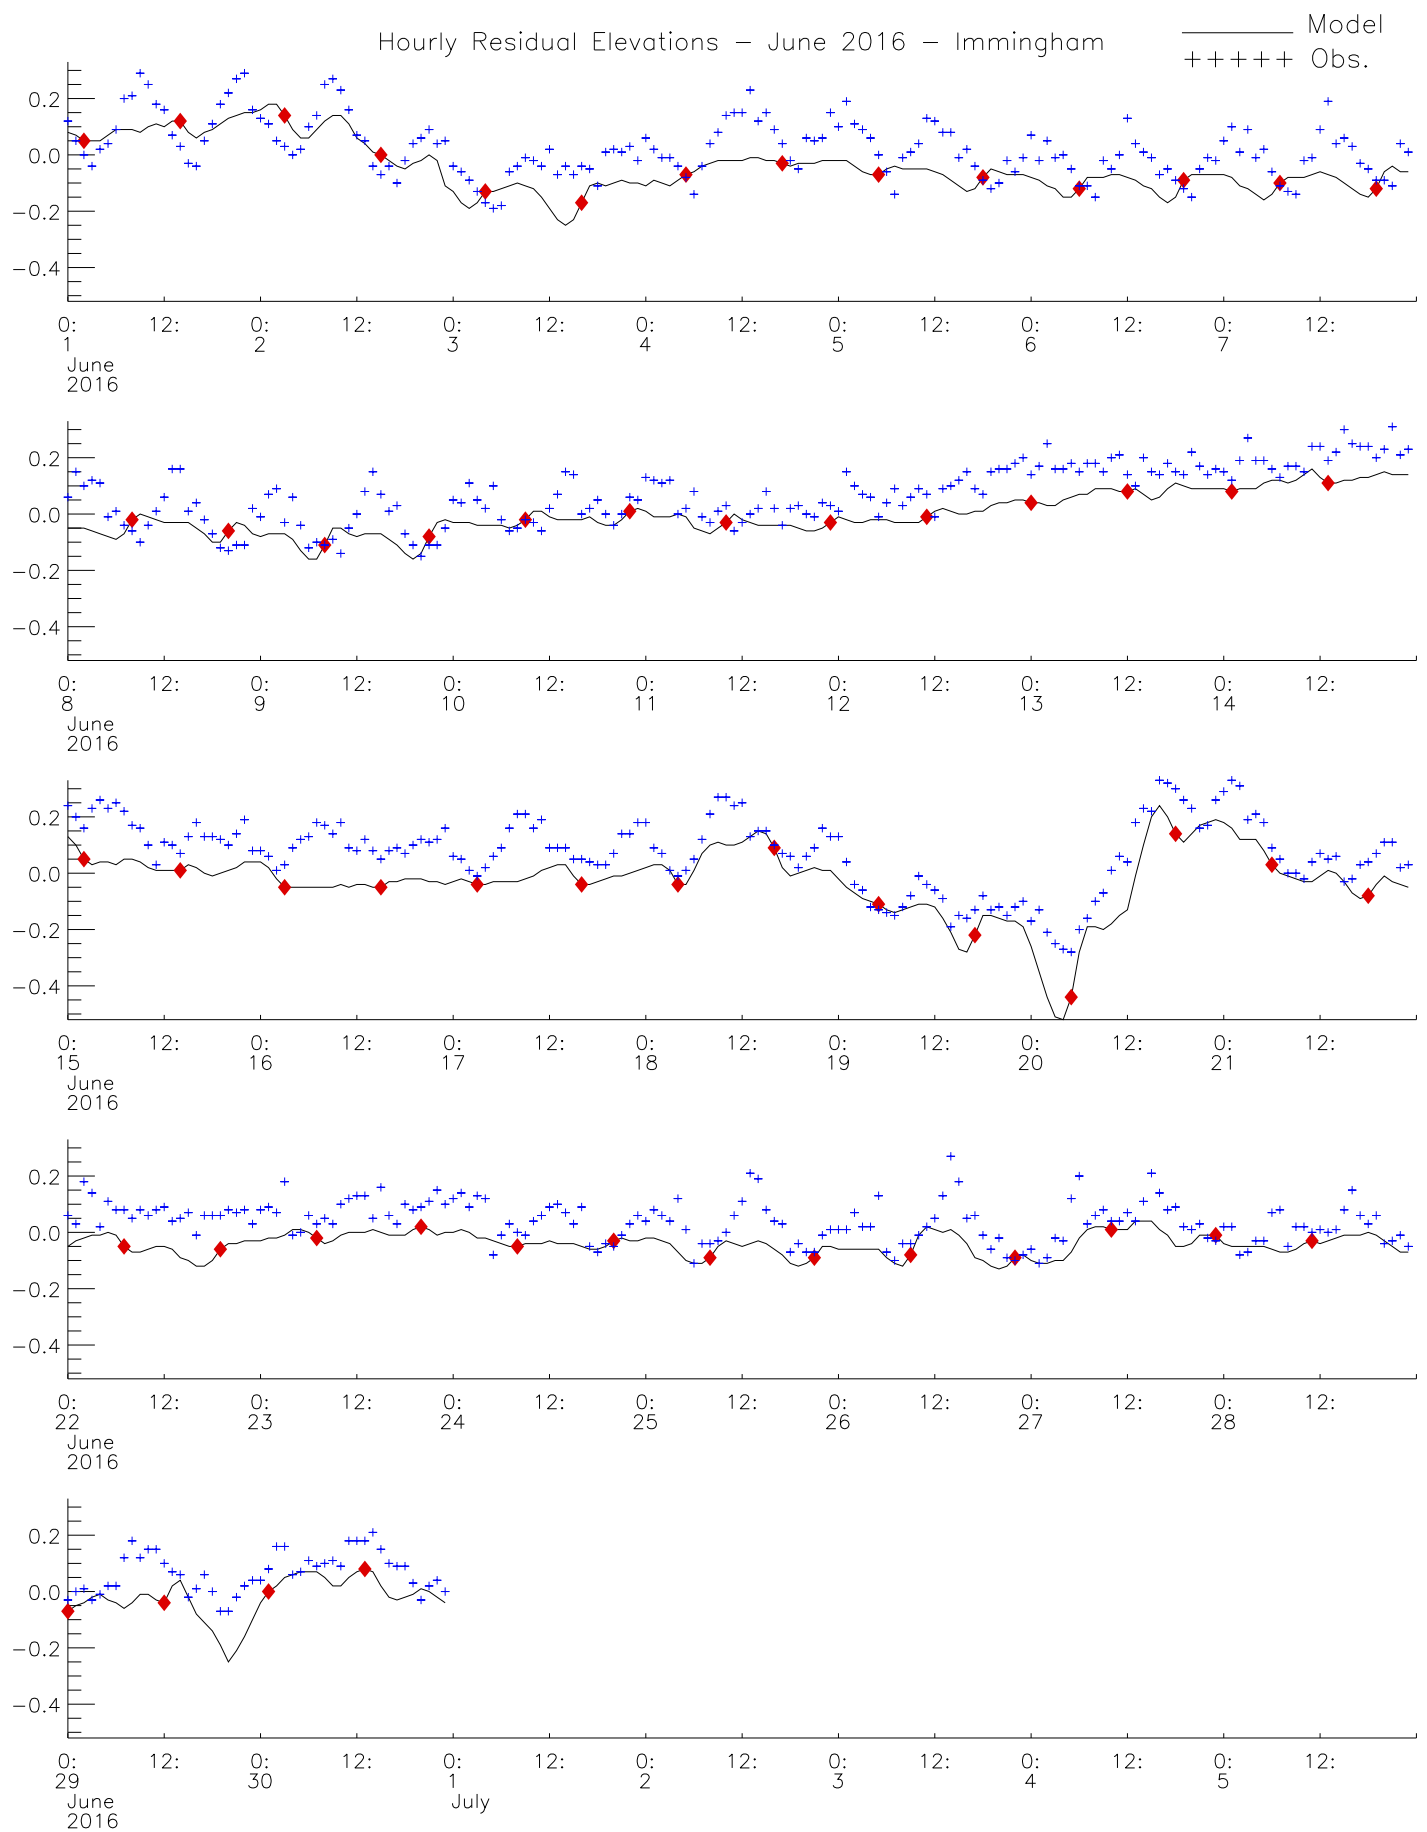 Hourly Residual Elevations – June 2016 – Immingham
Model
+++++ Obs.
0.2
0.0
−0.2
−0.4
0: 12: 0: 12: 0: 12: 0: 12: 0: 12: 0: 12: 0: 12:
1 2 3 4 5 6 7
June
2016
0.2
0.0
−0.2
−0.4
0: 12: 0: 12: 0: 12: 0: 12: 0: 12: 0: 12: 0: 12:
8 9 10 11 12 13 14
June
2016
0.2
0.0
−0.2
−0.4
0: 12: 0: 12: 0: 12: 0: 12: 0: 12: 0: 12: 0: 12:
15 16 17 18 19 20 21
June
2016
0.2
0.0
−0.2
−0.4
0: 12: 0: 12: 0: 12: 0: 12: 0: 12: 0: 12: 0: 12:
22 23 24 25 26 27 28
June
2016
0.2
0.0
−0.2
−0.4
0: 12: 0: 12: 0: 12: 0: 12: 0: 12: 0: 12: 0: 12:
29 30 1 2 3 4 5
June July
2016